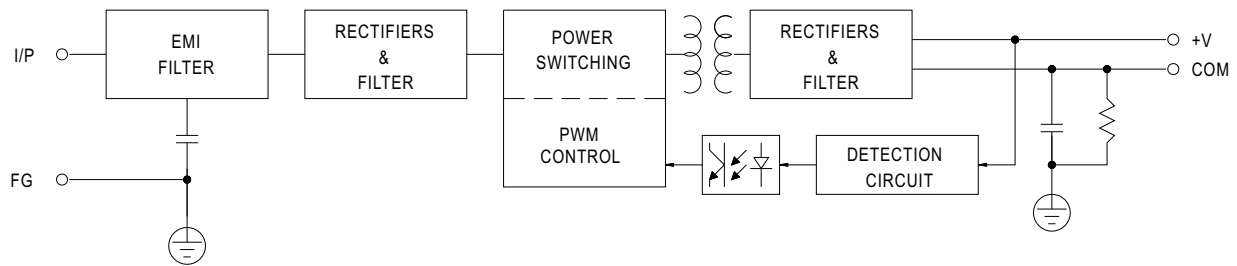 I/P
EMI
FILTER
RECTIFIERS
&
FILTER
POWER
SWITCHING
PWM
CONTROL
RECTIFIERS
&
FILTER
+V
COM
DETECTION
CIRCUIT
FG